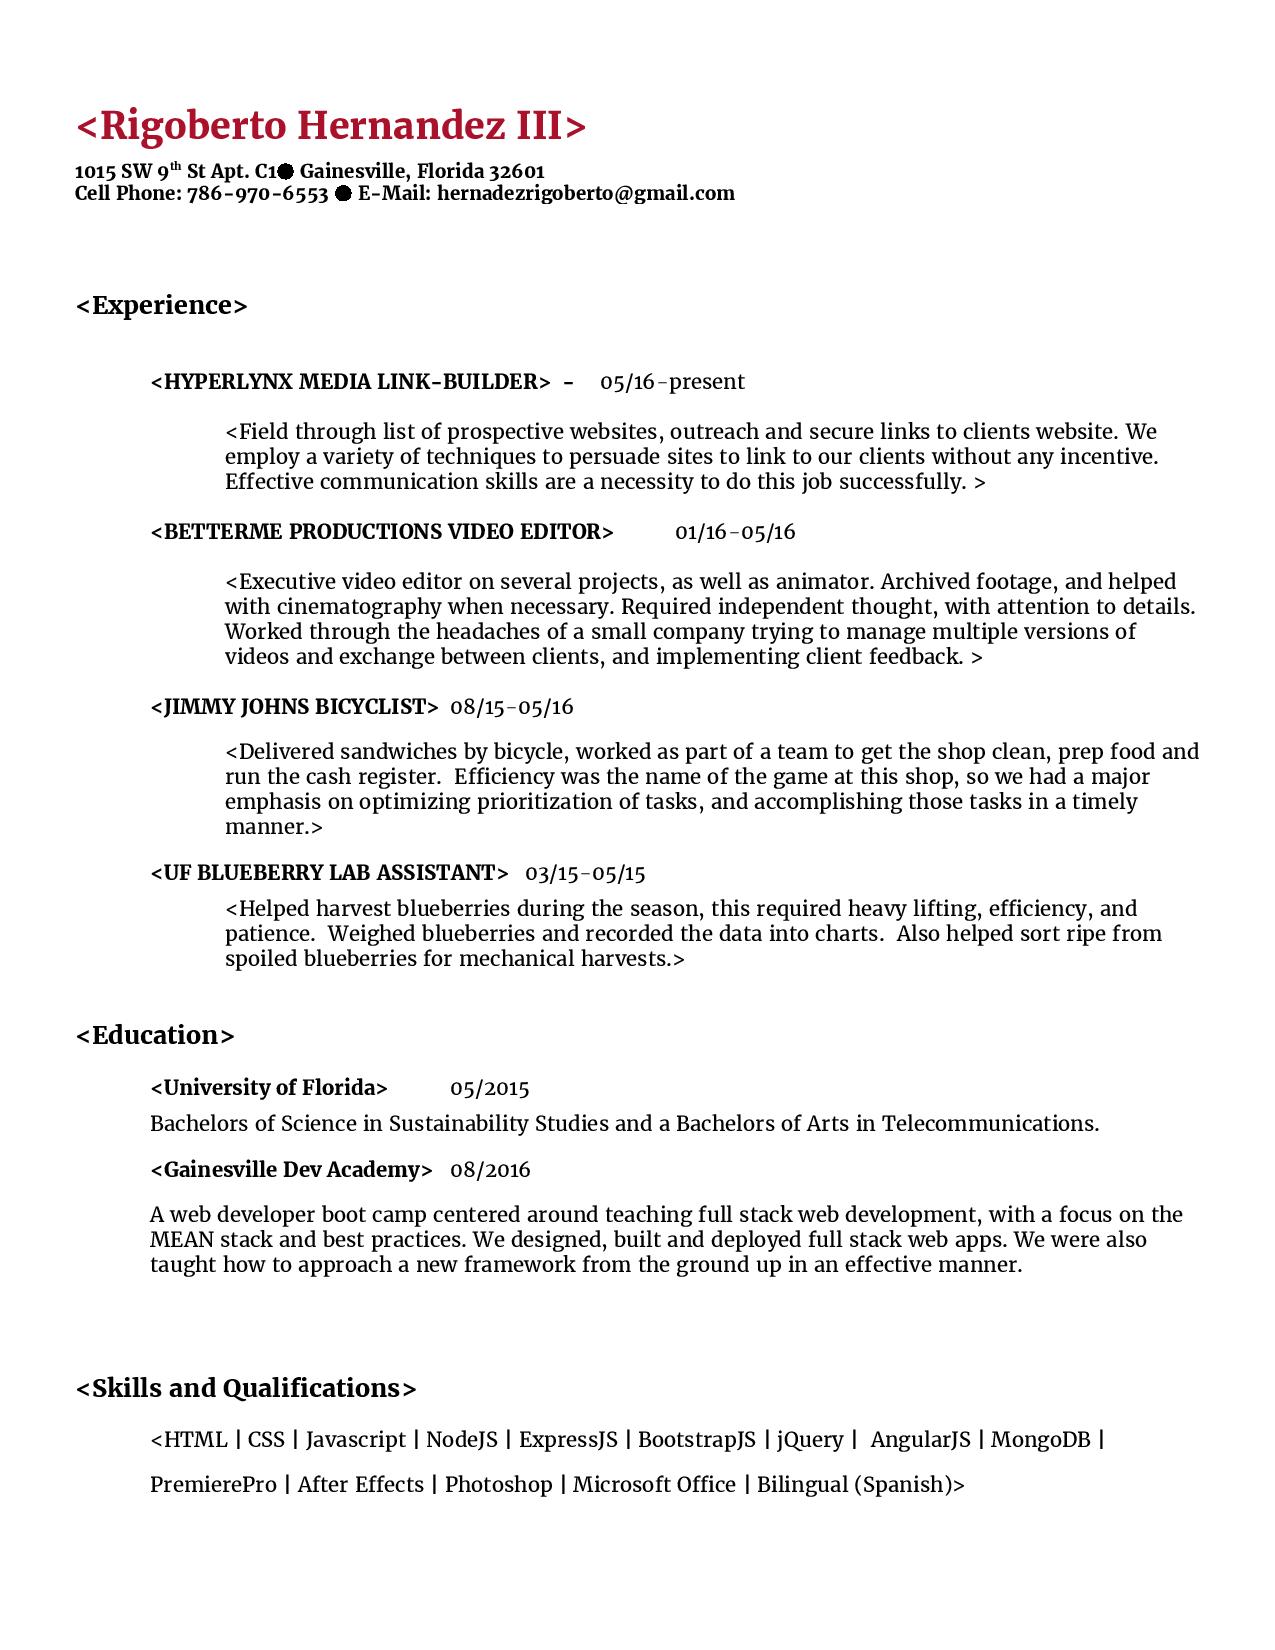 <Rigoberto Hernandez III>
1015 SW 9th St Apt. C1● Gainesville, Florida 32601
Cell Phone: 786-970-6553 ● E-Mail: hernadezrigoberto@gmail.com
<Experience>
<HYPERLYNX MEDIA LINK-BUILDER> - 05/16-present
<Field through list of prospective websites, outreach and secure links to clients website. We
employ a variety of techniques to persuade sites to link to our clients without any incentive.
Effective communication skills are a necessity to do this job successfully. >
<BETTERME PRODUCTIONS VIDEO EDITOR> 01/16-05/16
<Executive video editor on several projects, as well as animator. Archived footage, and helped
with cinematography when necessary. Required independent thought, with attention to details.
Worked through the headaches of a small company trying to manage multiple versions of
videos and exchange between clients, and implementing client feedback. >
<JIMMY JOHNS BICYCLIST> 08/15-05/16
<Delivered sandwiches by bicycle, worked as part of a team to get the shop clean, prep food and
run the cash register.  Efficiency was the name of the game at this shop, so we had a major
emphasis on optimizing prioritization of tasks, and accomplishing those tasks in a timely
manner.>
<UF BLUEBERRY LAB ASSISTANT> 03/15-05/15
<Helped harvest blueberries during the season, this required heavy lifting, efficiency, and
patience.  Weighed blueberries and recorded the data into charts.  Also helped sort ripe from
spoiled blueberries for mechanical harvests.>
<Education>
<University of Florida> 05/2015
Bachelors of Science in Sustainability Studies and a Bachelors of Arts in Telecommunications.
<Gainesville Dev Academy> 08/2016
A web developer boot camp centered around teaching full stack web development, with a focus on the
MEAN stack and best practices. We designed, built and deployed full stack web apps. We were also
taught how to approach a new framework from the ground up in an effective manner.
<Skills and Qualifications>
<HTML | CSS | Javascript | NodeJS | ExpressJS | BootstrapJS | jQuery |  AngularJS | MongoDB |
PremierePro | After Effects | Photoshop | Microsoft Office | Bilingual (Spanish)>